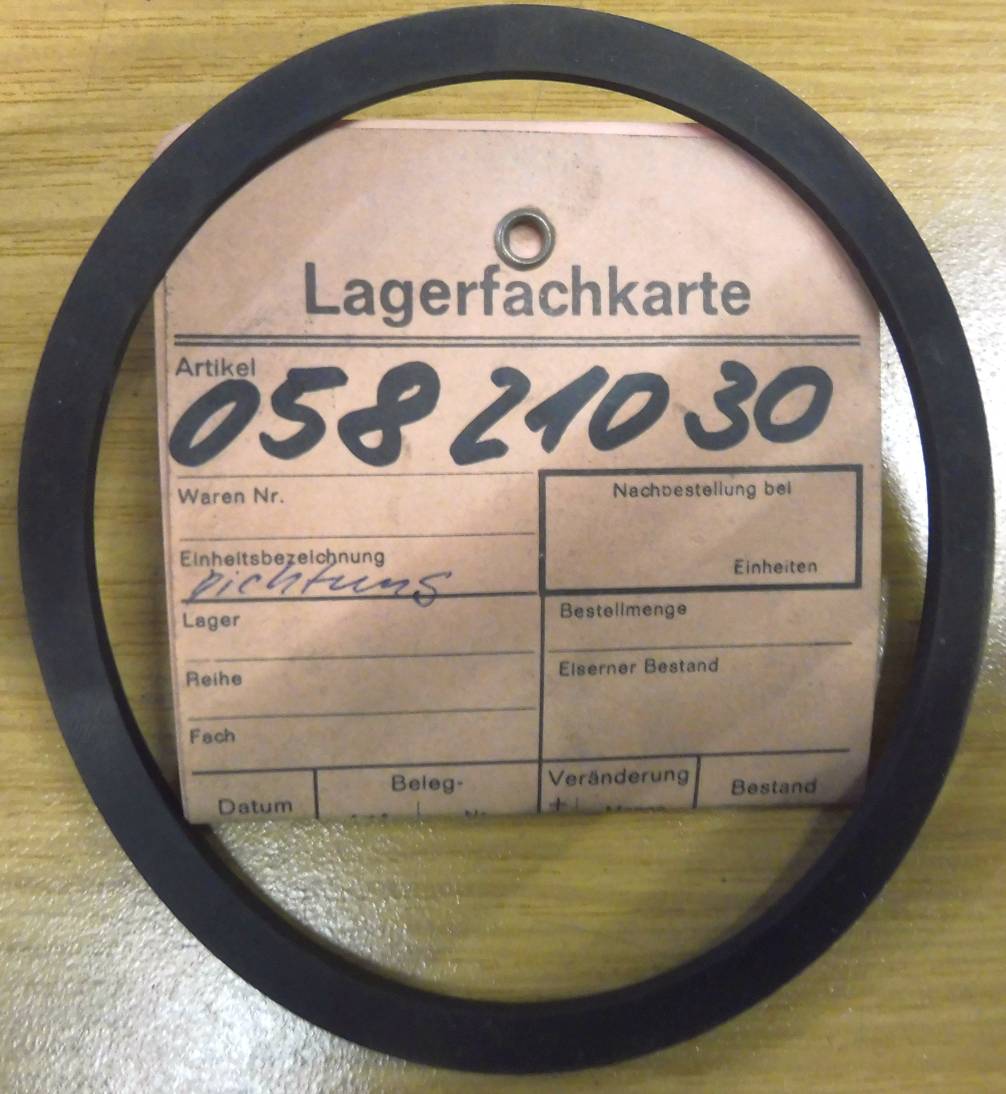 Lagerfachkarte
Artikel
058 210 30
Waren Nr.
Nachbestellung bei
Einheiten
Einheitsbezeichnung
Dichtung
Lager
Bestellmenge
Reihe
Eiserner Bestand
Fach
Datum
Beleg-
Veränderung
Bestand
+